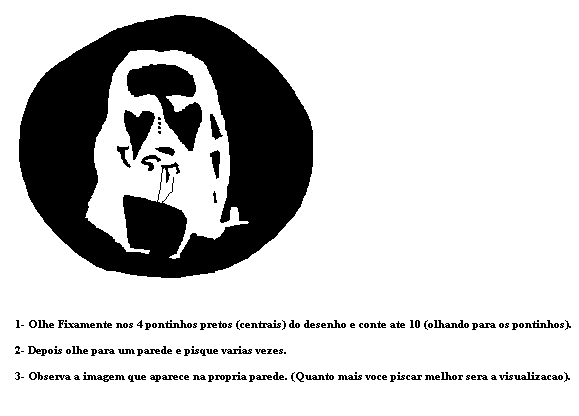 1- Olhe Fixamente nos 4 pontinhos pretos (centrais) do desenho e conte ate 10 (olhando para os pontinhos).
2- Depois olhe para um parede e pisque varias vezes.
3- Observa a imagem que aparece na propria parede. (Quanto mais voce piscar melhor sera a visualizacao).